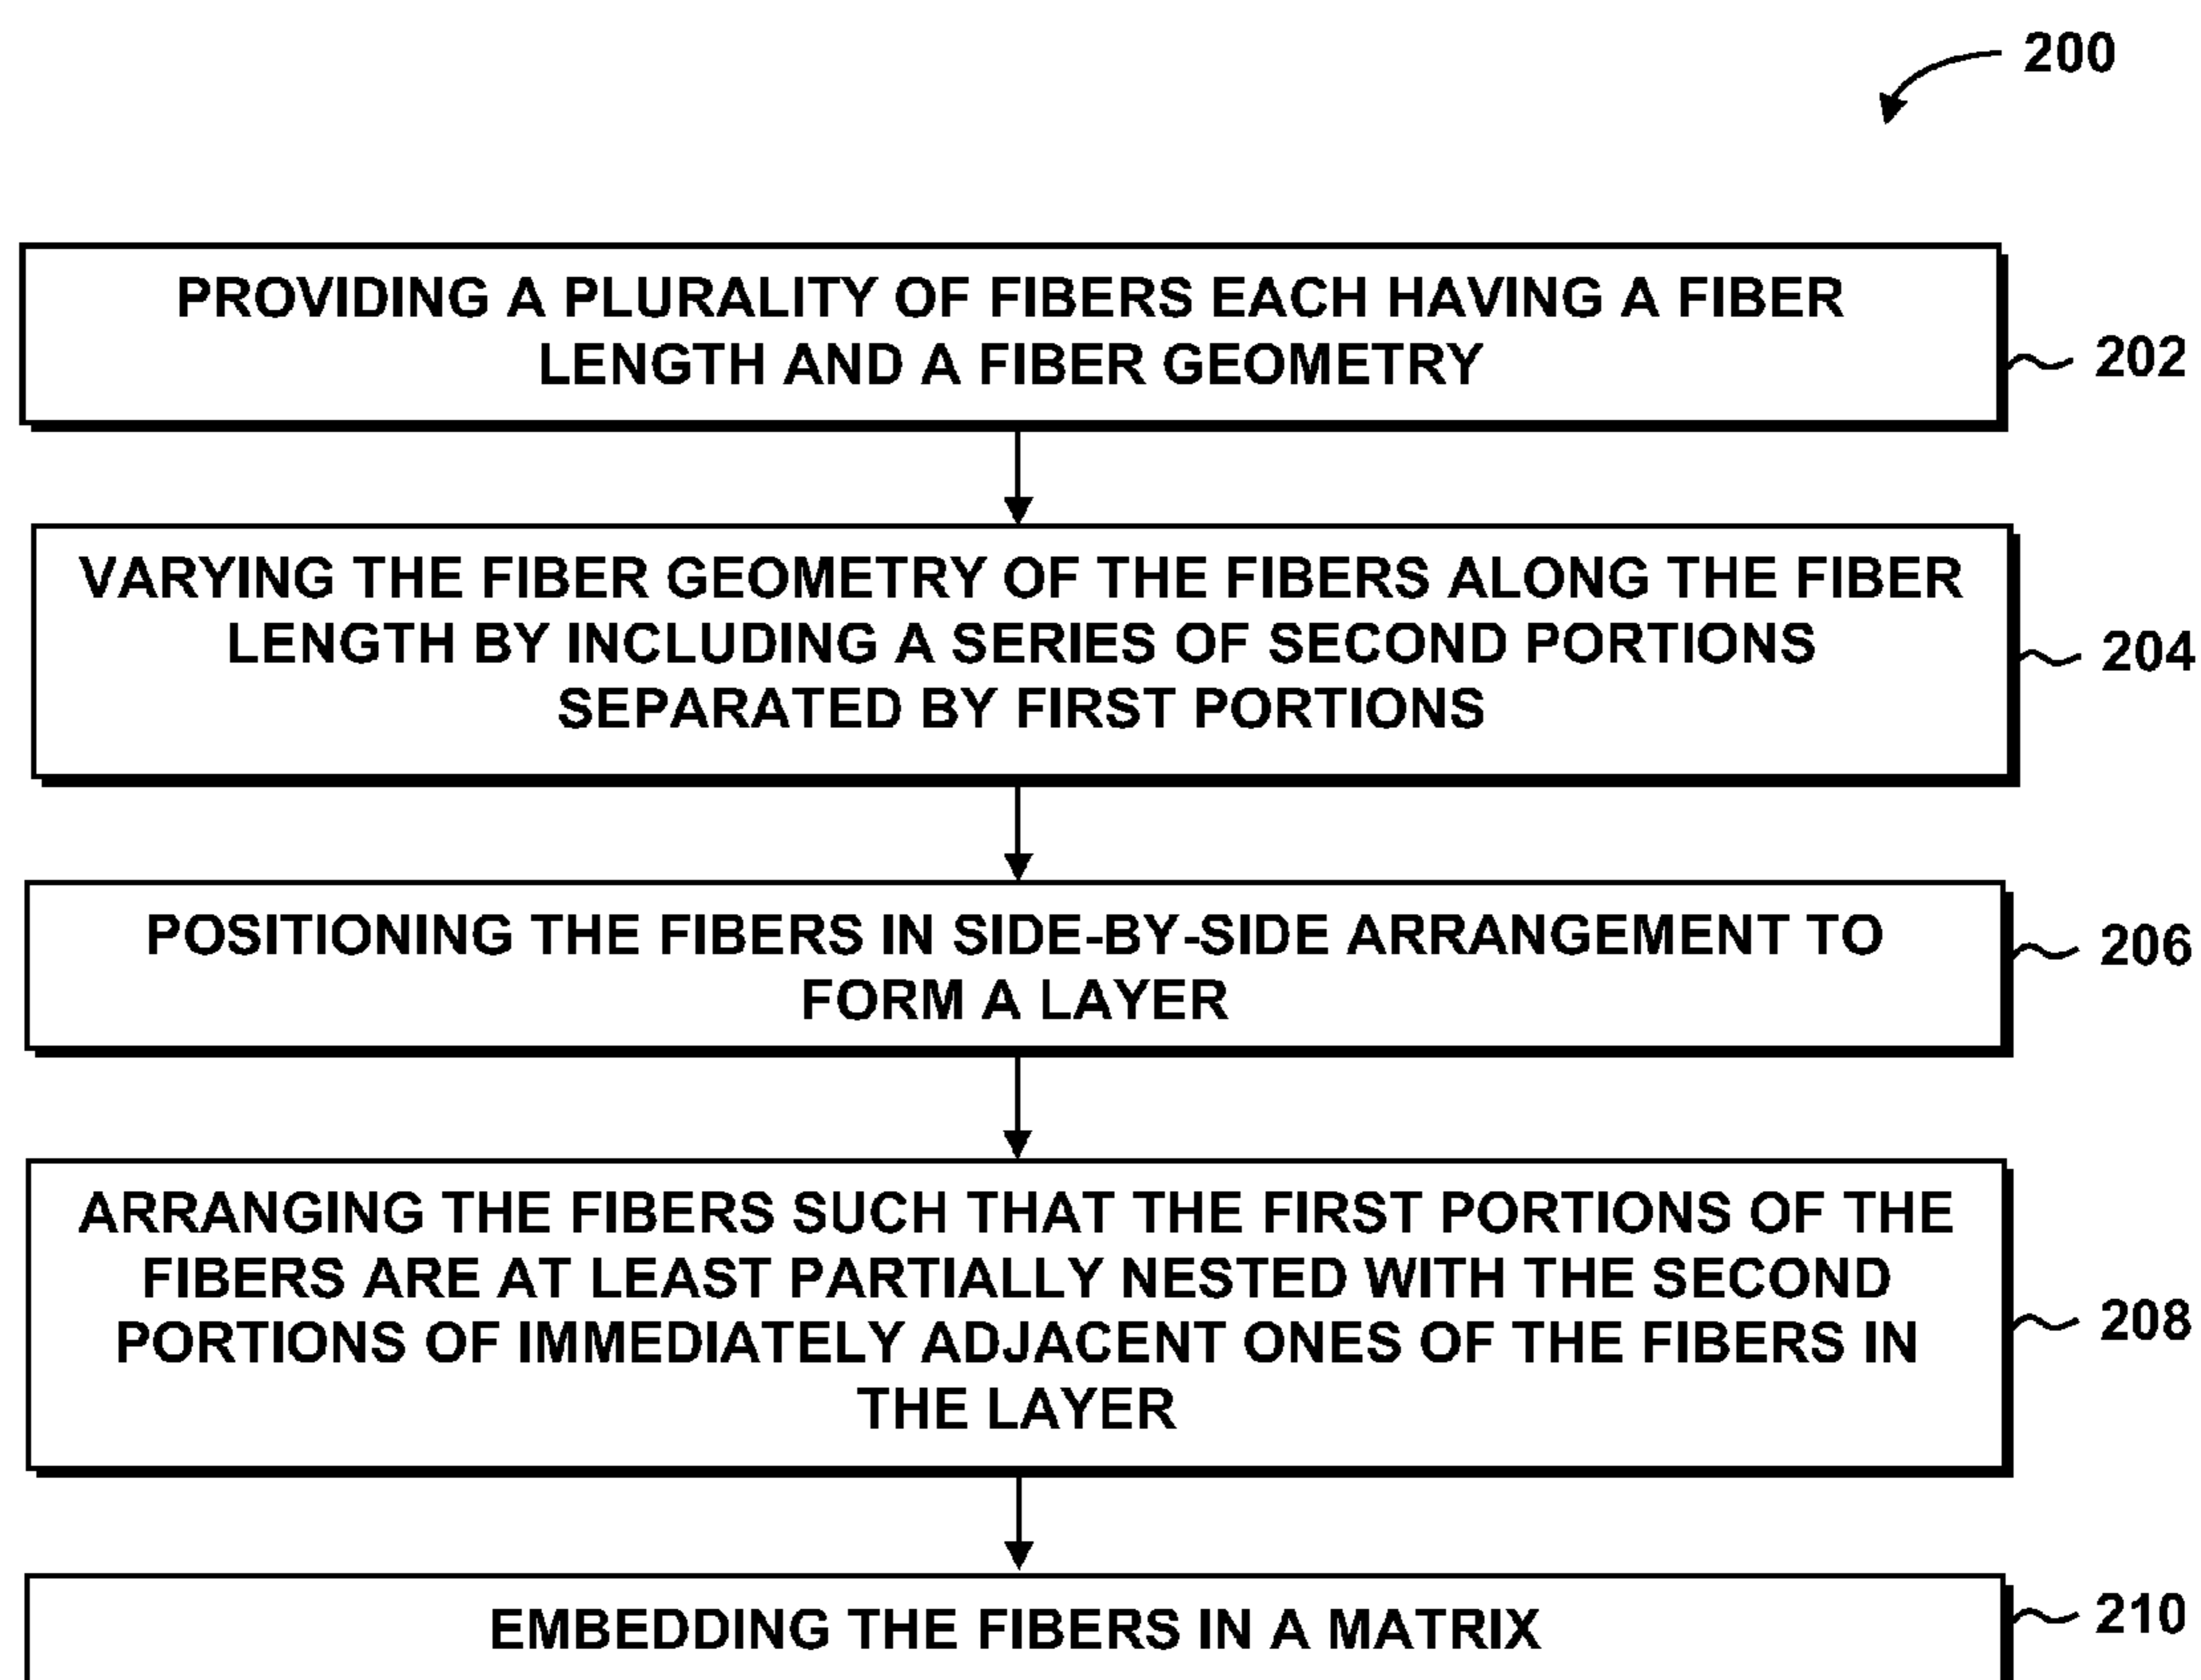 200
PROVIDING A PLURALITY OF FIBERS EACH HAVING A FIBER
LENGTH AND A FIBER GEOMETRY
202
VARYING THE FIBER GEOMETRY OF THE FIBERS ALONG THE FIBER
LENGTH BY INCLUDING A SERIES OF SECOND PORTIONS
SEPARATED BY FIRST PORTIONS
204
POSITIONING THE FIBERS IN SIDE-BY-SIDE ARRANGEMENT TO
FORM A LAYER
206
ARRANGING THE FIBERS SUCH THAT THE FIRST PORTIONS OF THE
FIBERS ARE AT LEAST PARTIALLY NESTED WITH THE SECOND
PORTIONS OF IMMEDIATELY ADJACENT ONES OF THE FIBERS IN
THE LAYER
208
EMBEDDING THE FIBERS IN A MATRIX
210